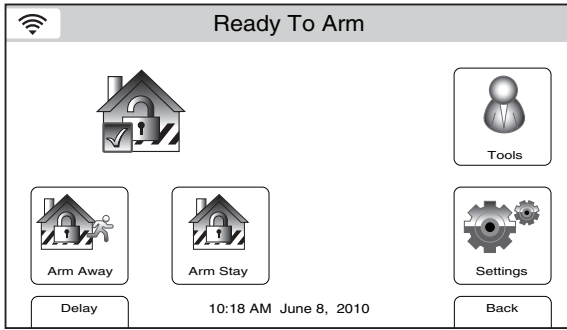 Ready To Arm
Tools
Arm Away
Arm Stay
Settings
Delay
10:18 AM June 8, 2010
Back